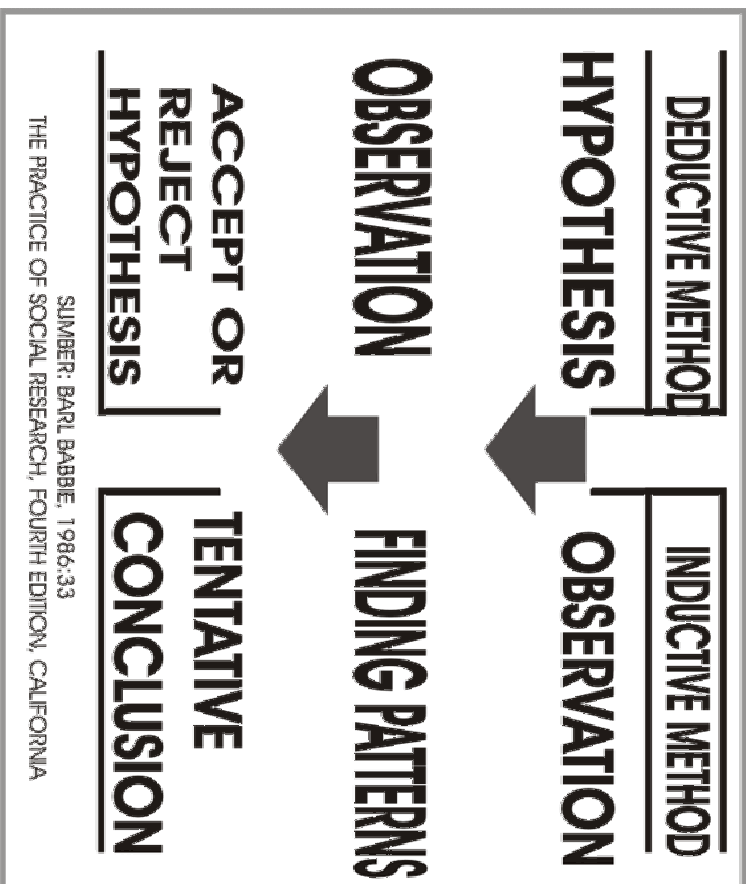 DEDUCTIVE METHOD
INDUCTIVE METHOD
HYPOTHESIS
OBSERVATION
OBSERVATION
FINDING PATTERNS
ACCEPT OR
REJECT
HYPOTHESIS
TENTATIVE
CONCLUSION
SUMBER: BARL BABBIE, 1986:33
THE PRACTICE OF SOCIAL RESEARCH, FOURTH EDITION, CALIFORNIA